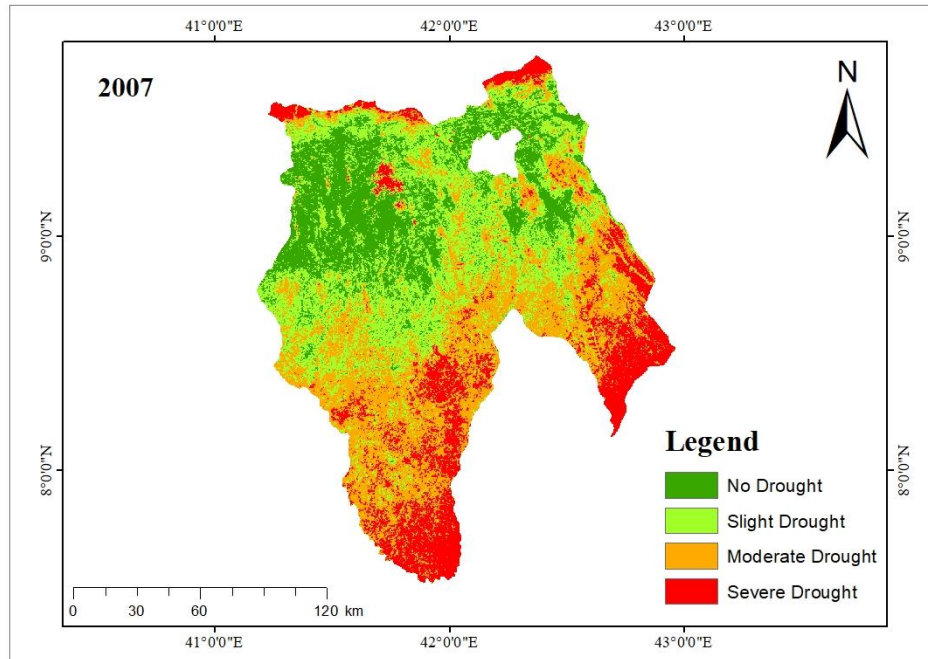 41°0'0"E 42°0'0"E 43°0'0"E
2007
N
9°0'0"N 9°0'0"N
8°0'0"N 8°0'0"N
Legend
No Drought
Slight Drought
Moderate Drought
Severe Drought
0 30 60 120 km
41°0'0"E 42°0'0"E 43°0'0"E